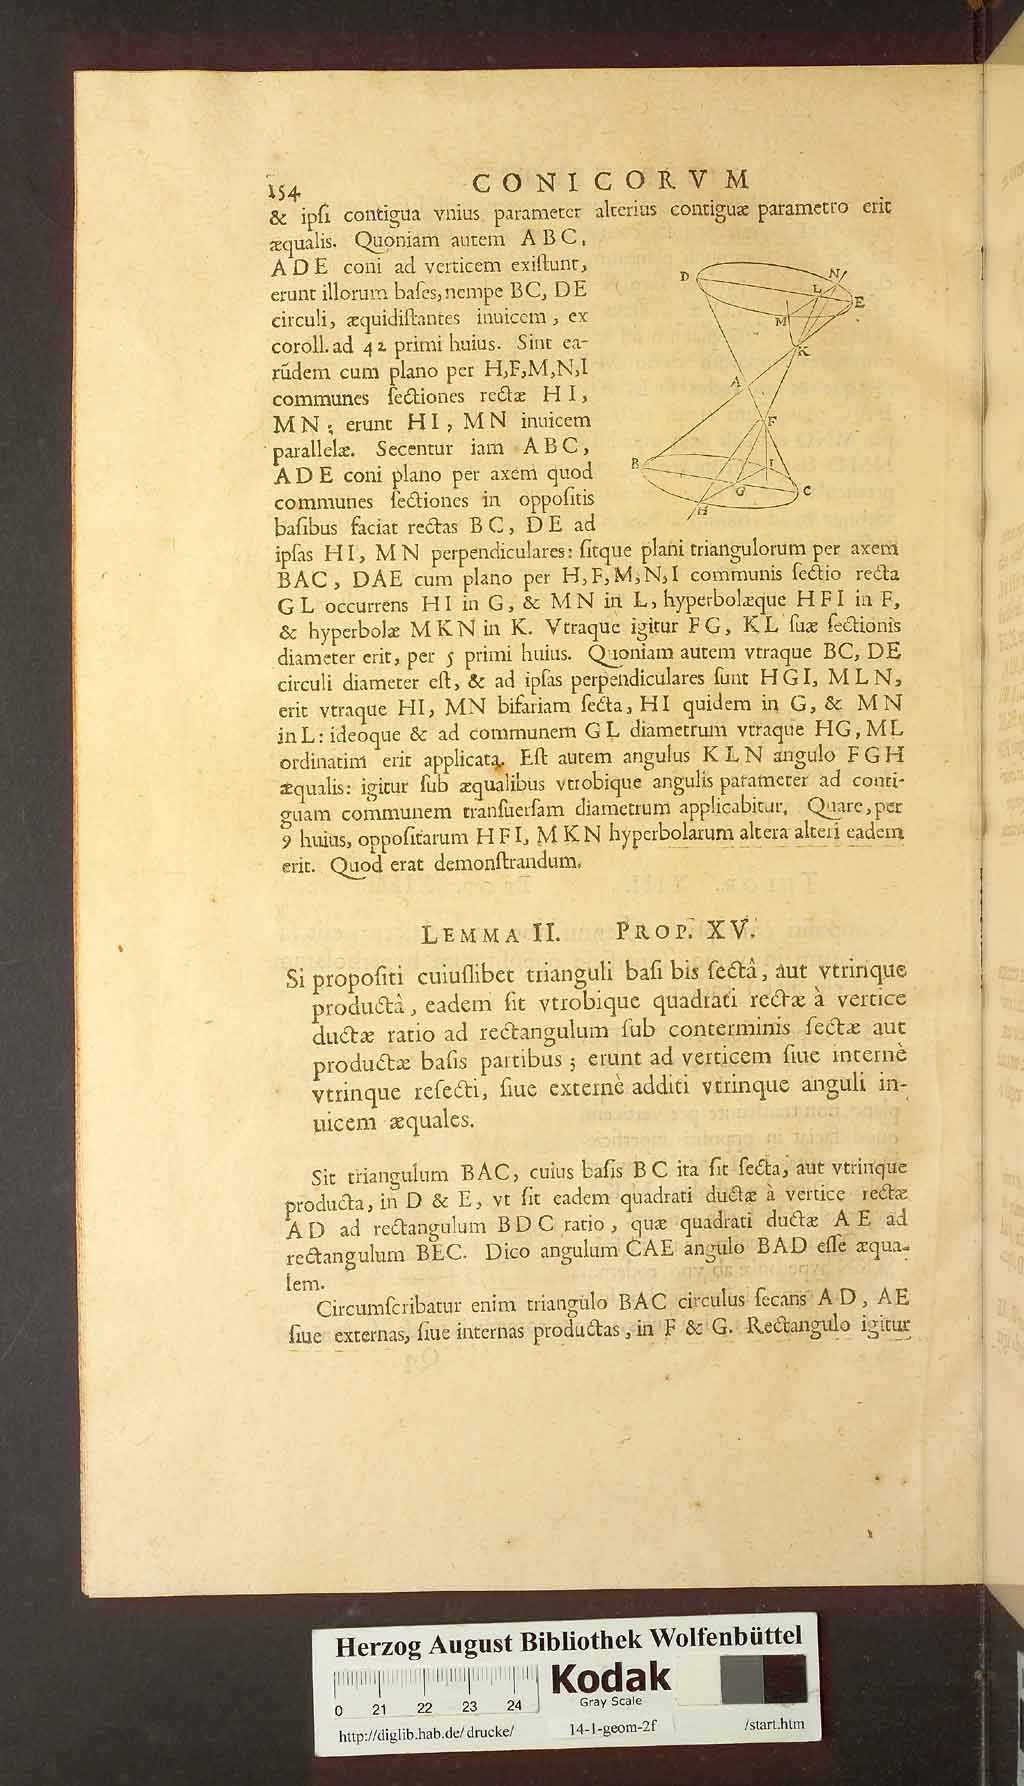 154
CONICORVM
& ipſi contigua vnius parameter alterius contiguæ parametro erit
æqualis. Quoniam autem ABC,
ADE coni ad verticem exiſtunt,
erunt illorum baſes, nempe BC, DE
circuli, æquidiſtantes inuicem, ex
coroll. ad 42 primi huius. Sint ea-
rũdem cum plano per H,F,M,N,I
communes ſectiones rectæ HI,
MN; erunt HI, MN inuicem
parallelæ. Secentur iam ABC,
ADE coni plano per axem quod
communes ſectiones in oppoſitis
baſibus faciat rectas BC, DE ad
D
N
L
E
M
K
A
F
B
I
G
C
H
ipſas HI, MN perpendiculares: ſitque plani triangulorum per axem
BAC, DAE cum plano per H,F,M,N,I communis ſectio recta
GL occurrens HI in G, & MN in L, hyperbolæque HFI in F,
& hyperbolæ MKN in K. Vtraque igitur FG, KL ſuæ ſectionis
diameter erit, per 5 primi huius. Quoniam autem vtraque BC, DE
circuli diameter eſt, & ad ipſas perpendiculares ſunt HGI, MLN,
erit vtraque HI, MN bifariam ſecta, HI quidem in G, & MN
in L: ideoque & ad communem GL diametrum vtraque HG, ML
ordinatim erit applicata. Eſt autem angulus KLN angulo FGH
æqualis: igitur ſub æqualibus vtrobique angulis parameter ad conti-
guam communem tranſuerſam diametrum applicabitur. Quare, per
9 huius, oppoſitarum HFI, MKN hyperbolarum altera alteri eadem
erit. Quod erat demonſtrandum.
LEMMA II. PROP. XV.
Si propoſiti cuiuſlibet trianguli baſi bis ſectâ, aut vtrinque
productâ, eadem ſit vtrobique quadrati rectæ à vertice
ductæ ratio ad rectangulum ſub conterminis ſectæ aut
productæ baſis partibus; erunt ad verticem ſiue internè
vtrinque reſecti, ſiue externè additi vtrinque anguli in-
uicem æquales.
Sit triangulum BAC, cuius baſis BC ita ſit ſecta, aut vtrinque
producta, in D & E, vt ſit eadem quadrati ductæ à vertice rectæ
AD ad rectangulum BDC ratio, quæ quadrati ductæ AE ad
rectangulum BEC. Dico angulum CAE angulo BAD eſſe æqua-
lem.
Circumſcribatur enim triangulo BAC circulus ſecans AD, AE
ſiue externas, ſiue internas productas, in F & G. Rectangulo igitur
Herzog August Bibliothek Wolfenbüttel
Kodak
Gray Scale
0 21 22 23 24
http://diglib.hab.de/drucke/ 14-1-geom-2f /start.htm